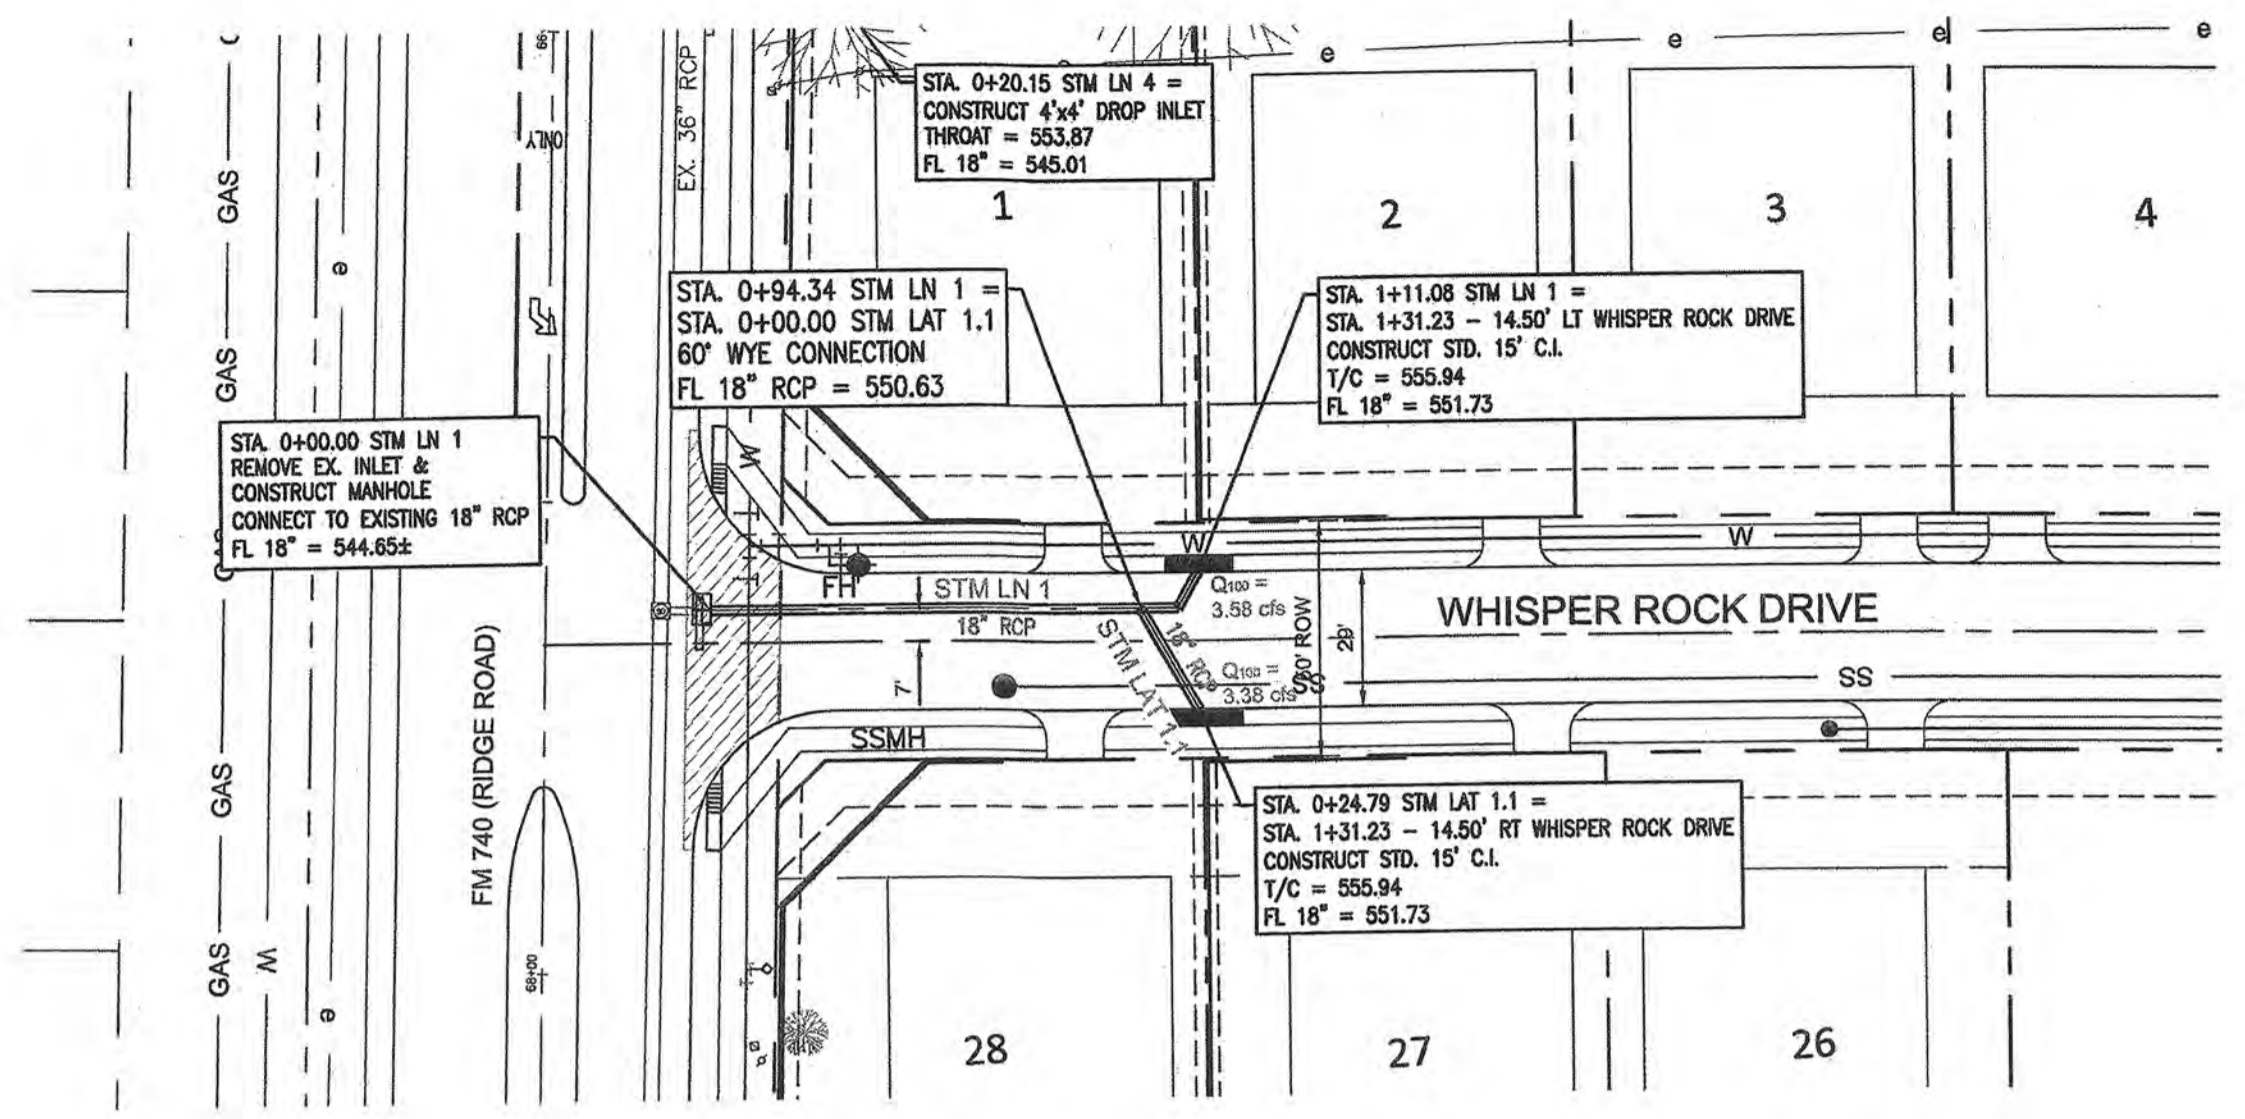 STA. 0+20.15 STM LN 4 =
CONSTRUCT 4'x4' DROP INLET
THROAT = 553.87
FL 18" = 545.01
EX. 36" RCP
ONLY
66
e
e
e
e
GAS
GAS
GAS
GAS
e
1
2
3
4
STA. 0+94.34 STM LN 1 =
STA. 0+00.00 STM LAT 1.1
60° WYE CONNECTION
FL 18" RCP = 550.63
STA. 1+11.08 STM LN 1 =
STA. 1+31.23 - 14.50' LT WHISPER ROCK DRIVE
CONSTRUCT STD. 15' C.I.
T/C = 555.94
FL 18" = 551.73
STA. 0+00.00 STM LN 1
REMOVE EX. INLET &
CONSTRUCT MANHOLE
CONNECT TO EXISTING 18" RCP
FL 18" = 544.65±
W
W
W
FH
STM LN 1
18" RCP
Q100 =
3.58 cfs
WHISPER ROCK DRIVE
STM LAT 1.1
18" RCP
Q100 =
3.38 cfs
50' ROW
29'
7'
SS
SS
SSMH
FM 740 (RIDGE ROAD)
STA. 0+24.79 STM LAT 1.1 =
STA. 1+31.23 - 14.50' RT WHISPER ROCK DRIVE
CONSTRUCT STD. 15' C.I.
T/C = 555.94
FL 18" = 551.73
W
e
68+00
28
27
26